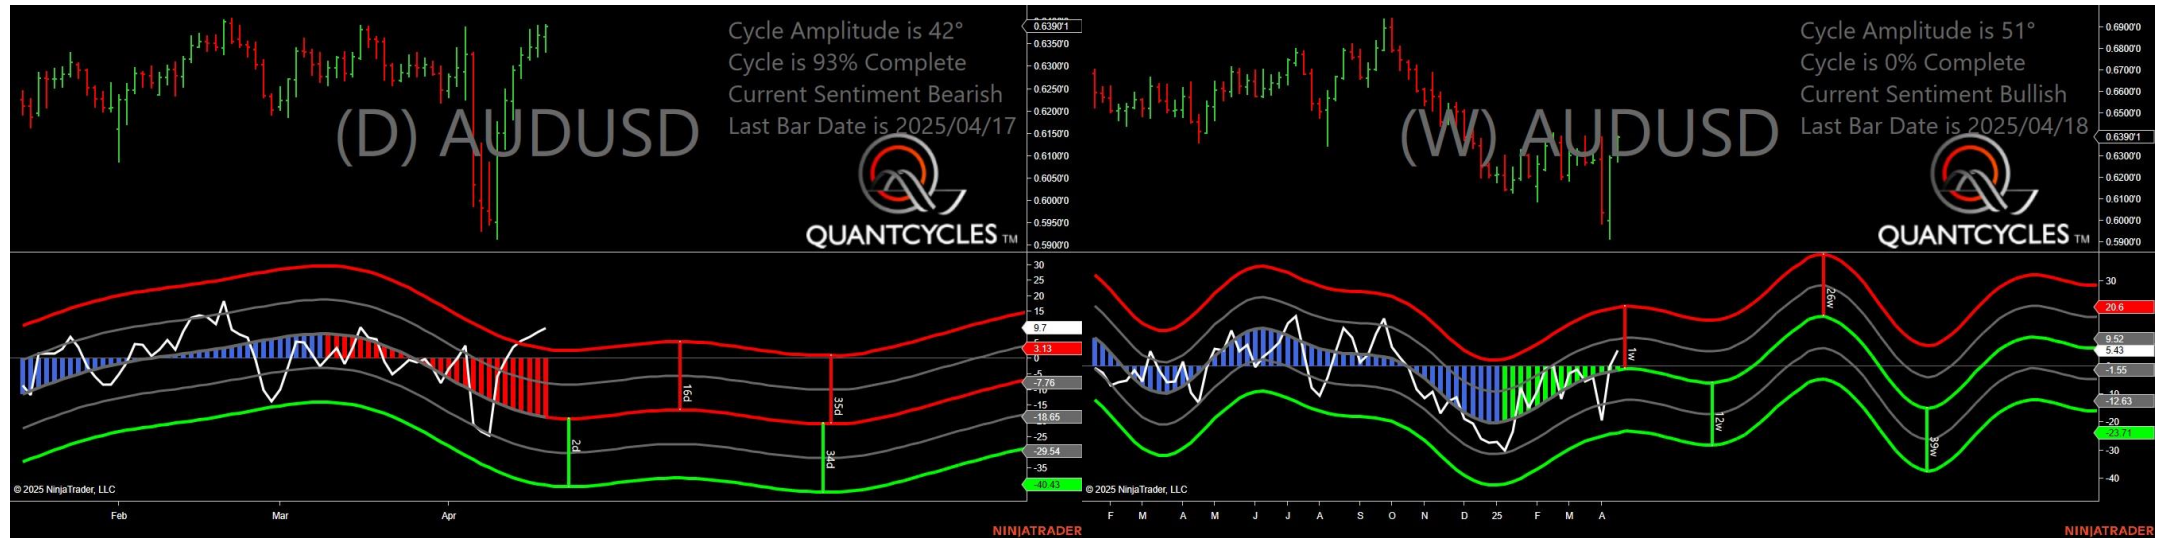 Cycle Amplitude is 42°
Cycle is 93% Complete
Current Sentiment Bearish
Last Bar Date is 2025/04/17
(D) AUDUSD
QUANTCYCLES TM
0.6390'1
0.6350'0
0.6300'0
0.6250'0
0.6200'0
0.6150'0
0.6100'0
0.6050'0
0.6000'0
0.5950'0
0.5900'0
30
25
20
15
9.7
3.13
0
-5
-7.76
-10
-15
-18.65
-25
-29.54
-35
-40.43
2d
16d
34d
35d
© 2025 NinjaTrader, LLC
Feb Mar Apr
NINJATRADER
Cycle Amplitude is 51°
Cycle is 0% Complete
Current Sentiment Bullish
Last Bar Date is 2025/04/18
(W) AUDUSD
QUANTCYCLES TM
0.6900'0
0.6800'0
0.6700'0
0.6600'0
0.6500'0
0.6390'1
0.6300'0
0.6200'0
0.6100'0
0.6000'0
0.5900'0
30
20.6
9.52
5.43
-1.55
-10
-12.63
-20
-23.71
-30
-40
1w
12w
26w
39w
© 2025 NinjaTrader, LLC
F M A M J J A S O N D 25 F M A
NINJATRADER